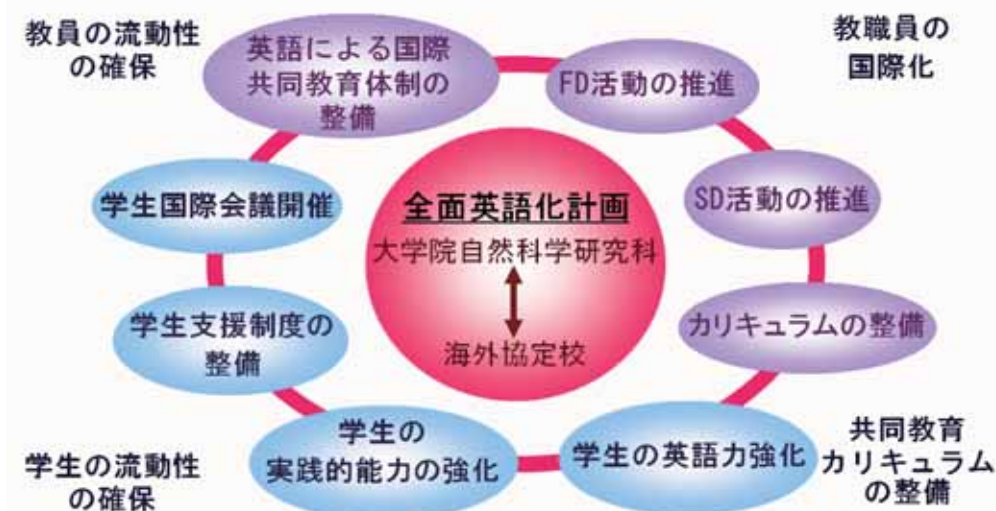 教員の流動性
の確保
英語による国際
共同教育体制の
整備
FD活動の推進
教職員の
国際化
学生国際会議開催
全面英語化計画
大学院自然科学研究科
海外協定校
SD活動の推進
学生支援制度の
整備
カリキュラムの整備
学生の
実践的能力の強化
学生の英語力強化
学生の流動性
の確保
共同教育
カリキュラム
の整備